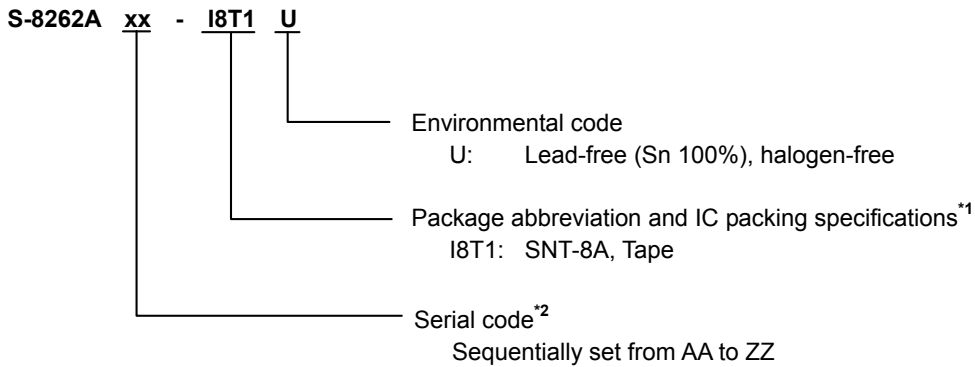 S-8262A xx - I8T1 U
Environmental code
U: Lead-free (Sn 100%), halogen-free
Package abbreviation and IC packing specifications*1
I8T1: SNT-8A, Tape
Serial code*2
Sequentially set from AA to ZZ